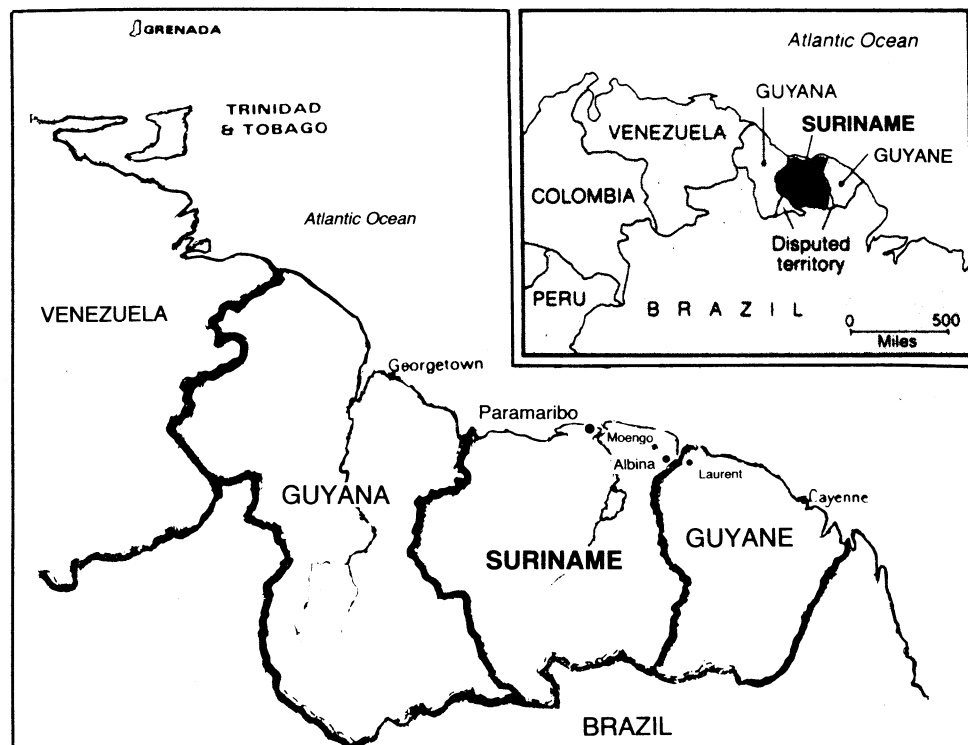 GRENADA
TRINIDAD
& TOBAGO
Atlantic Ocean
VENEZUELA
Georgetown
Paramaribo
Moengo
Albina
Laurent
Cayenne
GUYANA
SURINAME
GUYANE
BRAZIL
Atlantic Ocean
GUYANA
VENEZUELA
SURINAME
GUYANE
COLOMBIA
Disputed
territory
PERU
BRAZIL
0 500
Miles